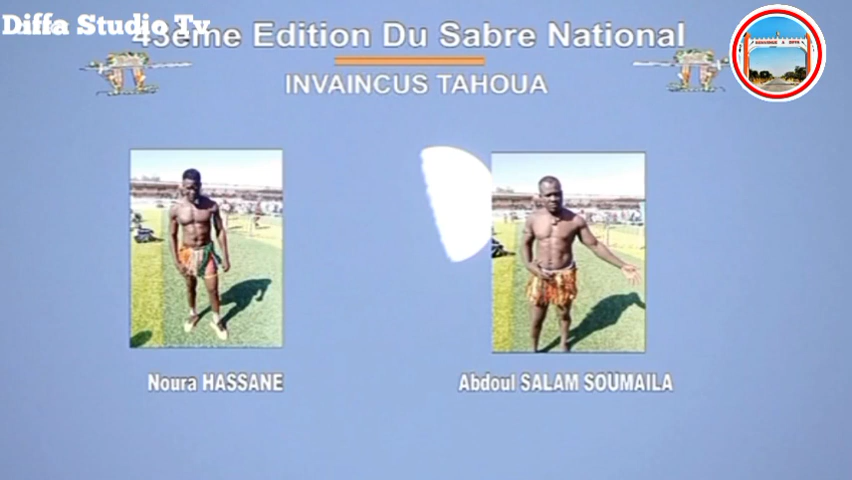 Diffa Studio Tv
43ème Edition Du Sabre National
INVAINCUS TAHOUA
Noura HASSANE
Abdoul SALAM SOUMAILA